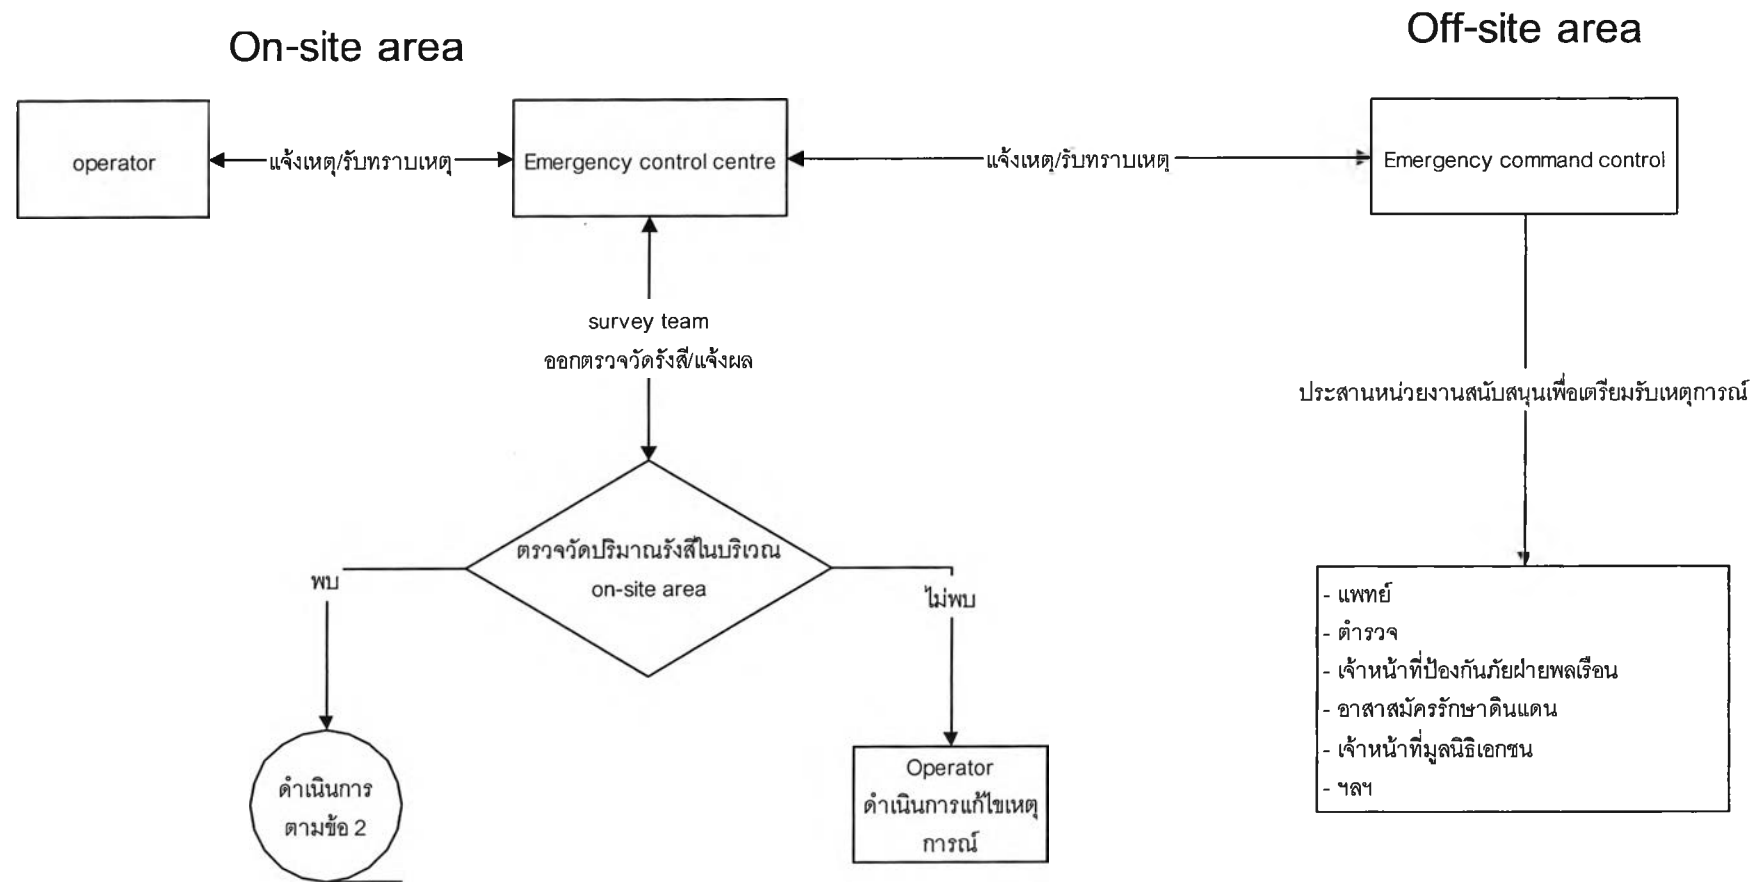 On-site area
Off-site area
operator
แจ้งเหตุ/รับทราบเหตุ
Emergency control centre
แจ้งเหตุ/รับทราบเหตุ
Emergency command control
survey team
ออกตรวจวัดรังสี/แจ้งผล
ประสานหน่วยงานสนับสนุนเพื่อเตรียมรับเหตุการณ์
ตรวจวัดปริมาณรังสีในบริเวณ
on-site area
พบ
ไม่พบ
ดำเนินการ
ตามข้อ 2
Operator
ดำเนินการแก้ไขเหตุ
การณ์
- แพทย์
- ตำรวจ
- เจ้าหน้าที่ป้องกันภัยฝ่ายพลเรือน
- อาสาสมัครรักษาดินแดน
- เจ้าหน้าที่มูลนิธิเอกชน
- ฯลฯ